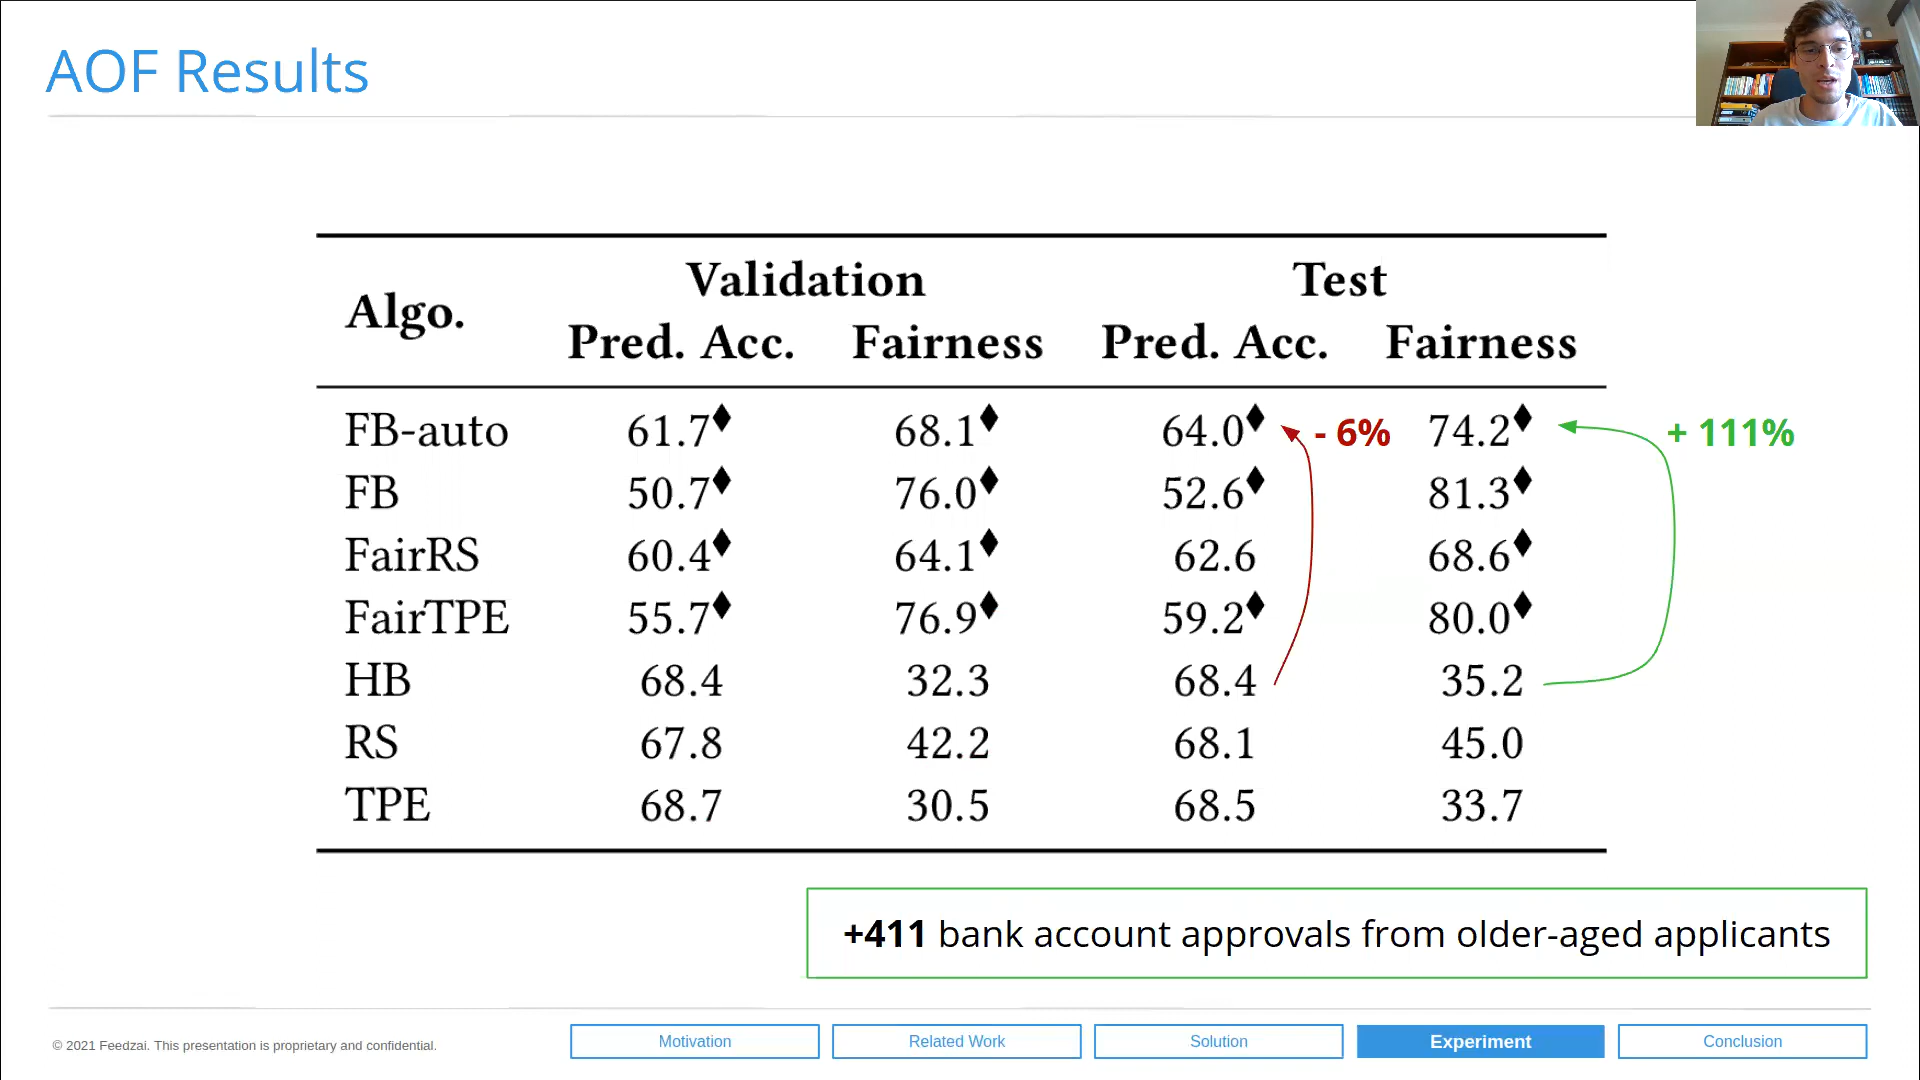 AOF Results
Validation Test
Algo.
Pred. Acc. Fairness Pred. Acc. Fairness
FB-auto 61.7♦ 68.1♦ 64.0♦ - 6% 74.2♦ + 111%
FB 50.7♦ 76.0♦ 52.6♦ 81.3♦
FairRS 60.4♦ 64.1♦ 62.6 68.6♦
FairTPE 55.7♦ 76.9♦ 59.2♦ 80.0♦
HB 68.4 32.3 68.4 35.2
RS 67.8 42.2 68.1 45.0
TPE 68.7 30.5 68.5 33.7
+411 bank account approvals from older-aged applicants
© 2021 Feedzai. This presentation is proprietary and confidential.
Motivation Related Work Solution Experiment Conclusion